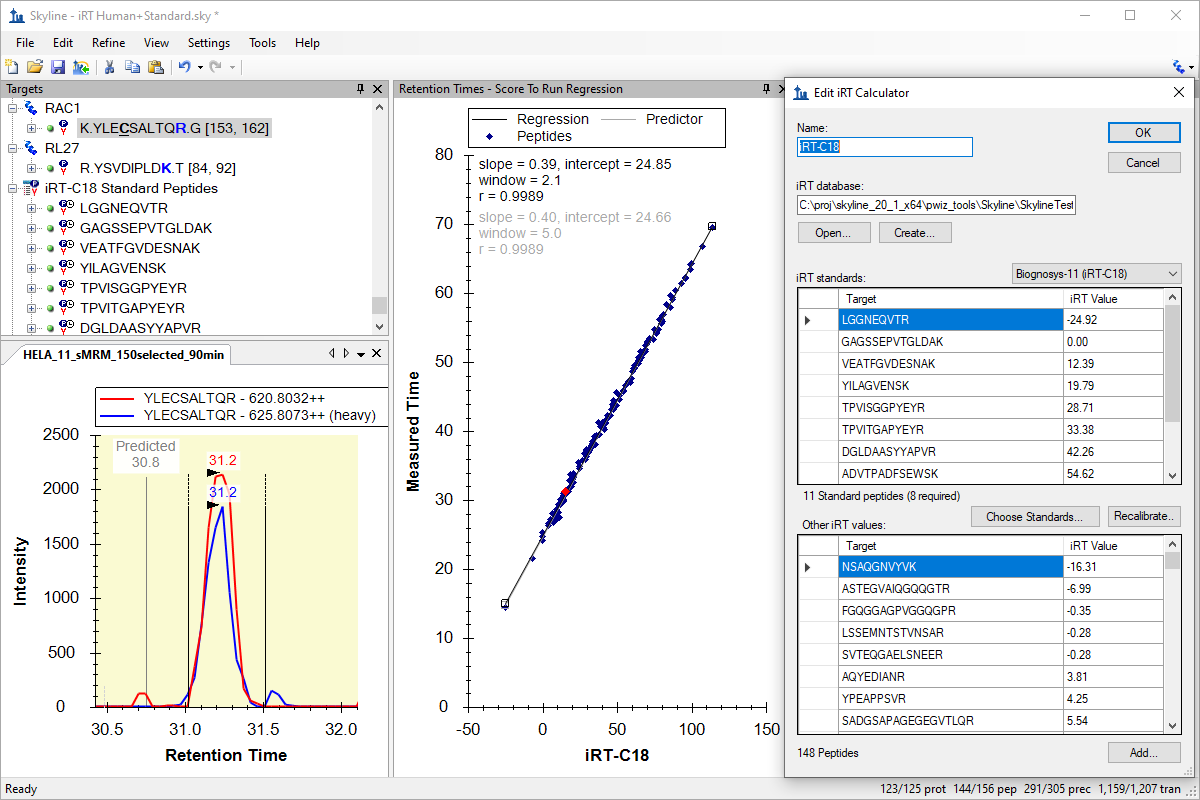 Skyline - iRT Human+Standard.sky *
File Edit Refine View Settings Tools Help
Targets
RAC1
K.YLECSALTQR.G [153, 162]
RL27
R.YSVDIPLDK.T [84, 92]
iRT-C18 Standard Peptides
LGGNEQVTR
GAGSSEPVTGLDAK
VEATFGVDESNAK
YILAGVENSK
TPVISGGPYEYR
TPVITGAPYEYR
DGLDAASYYAPVR
HELA_11_sMRM_150selected_90min
YLECSALTQR - 620.8032++
YLECSALTQR - 625.8073++ (heavy)
2500
2000
1500
1000
500
0
Intensity
Predicted
30.8
31.2
31.2
30.5 31.0 31.5 32.0
Retention Time
Retention Times - Score To Run Regression
Regression Predictor
Peptides
slope = 0.39, intercept = 24.85
window = 2.1
r = 0.9989
slope = 0.40, intercept = 24.66
window = 5.0
r = 0.9989
80
70
60
50
40
30
20
10
0
Measured Time
-50 0 50 100 150
iRT-C18
Edit iRT Calculator
Name:
iRT-C18
OK
Cancel
iRT database:
C:\proj\skyline_20_1_x64\pwiz_tools\Skyline\SkylineTest
Open... Create...
iRT standards:
Biognosys-11 (iRT-C18)
Target iRT Value
LGGNEQVTR -24.92
GAGSSEPVTGLDAK 0.00
VEATFGVDESNAK 12.39
YILAGVENSK 19.79
TPVISGGPYEYR 28.71
TPVITGAPYEYR 33.38
DGLDAASYYAPVR 42.26
ADVTPADFSEWSK 54.62
11 Standard peptides (8 required)
Choose Standards... Recalibrate..
Other iRT values:
Target iRT Value
NSAQGNVYVK -16.31
ASTEGVAIQGQQGTR -6.99
FGQGGAGPVGGQGPR -0.35
LSSEMNTSTVNSAR -0.28
SVTEQGAELSNEER -0.28
AQYEDIANR 3.81
YPEAPPSVR 4.25
SADGSAPAGEGEGVTLQR 5.54
148 Peptides
Add...
Ready
123/125 prot 144/156 pep 291/305 prec 1,159/1,207 tran